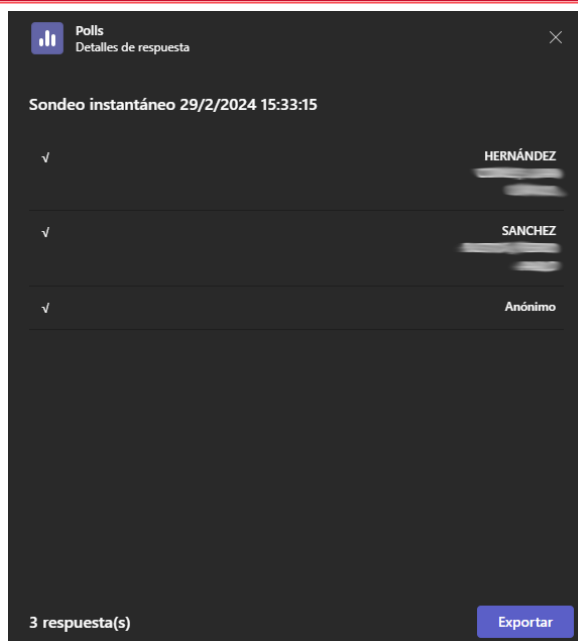 Polls
Detalles de respuesta
Sondeo instantáneo 29/2/2024 15:33:15
√ HERNÁNDEZ
√ SANCHEZ
√ Anónimo
3 respuesta(s) Exportar